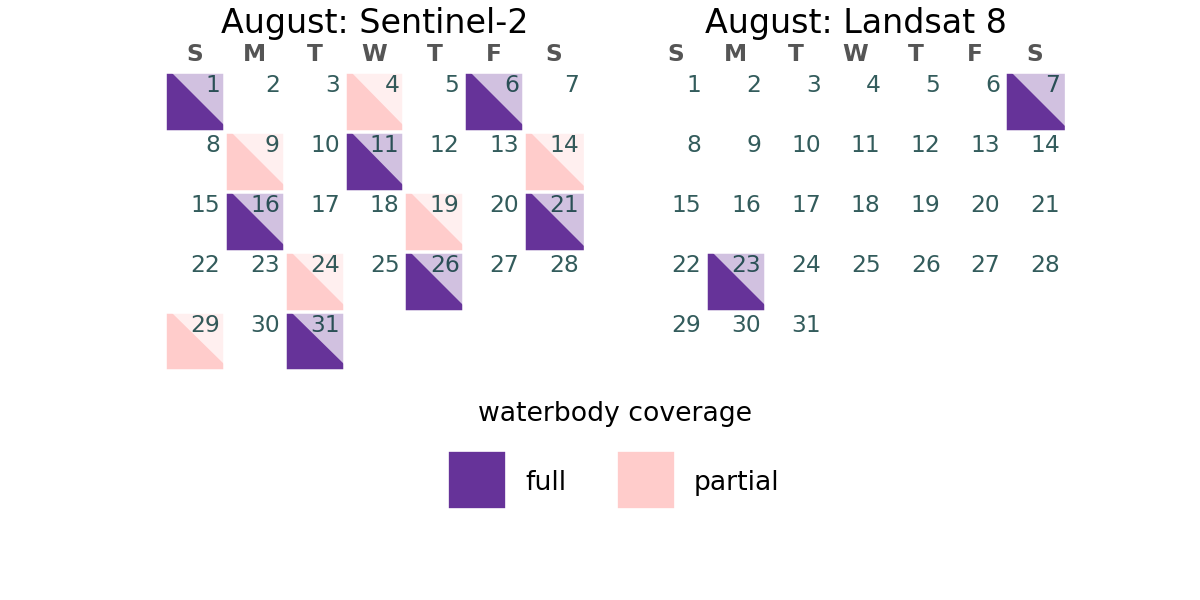 August: Sentinel-2
S M T W T F S
1 2 3 4 5 6 7
8 9 10 11 12 13 14
15 16 17 18 19 20 21
22 23 24 25 26 27 28
29 30 31
August: Landsat 8
S M T W T F S
1 2 3 4 5 6 7
8 9 10 11 12 13 14
15 16 17 18 19 20 21
22 23 24 25 26 27 28
29 30 31
waterbody coverage
full partial